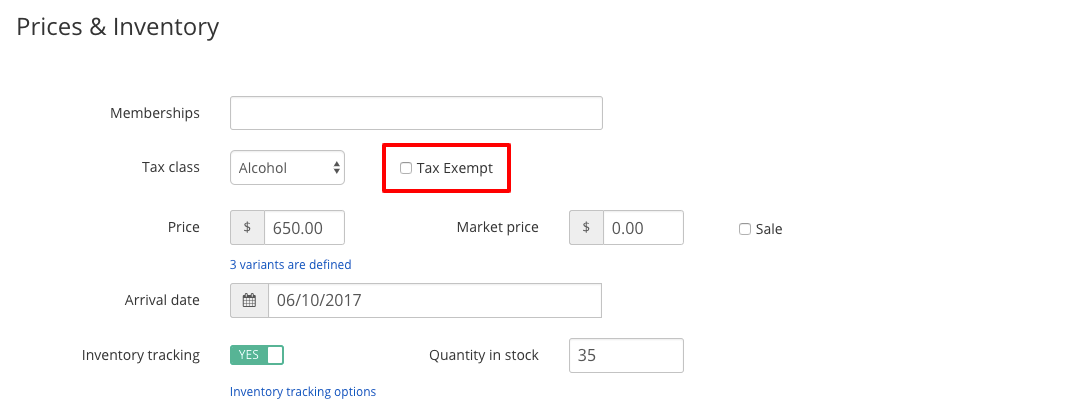 Prices & Inventory
Memberships
Tax class Alcohol Tax Exempt
Price $ 650.00 Market price $ 0.00 Sale
3 variants are defined
Arrival date 06/10/2017
Inventory tracking YES Quantity in stock 35
Inventory tracking options